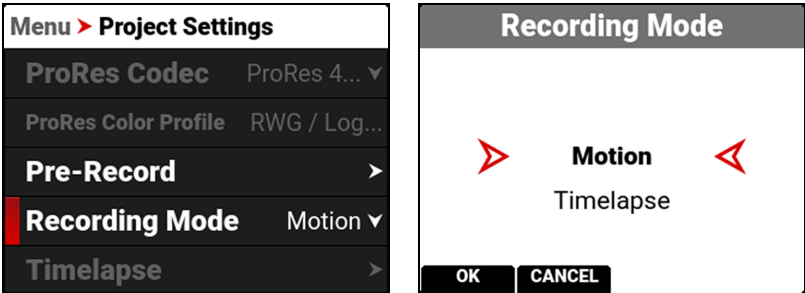 Menu > Project Settings
ProRes Codec ProRes 4...
ProRes Color Profile RWG / Log...
Pre-Record
Recording Mode Motion
Timelapse
Recording Mode
Motion
Timelapse
OK CANCEL